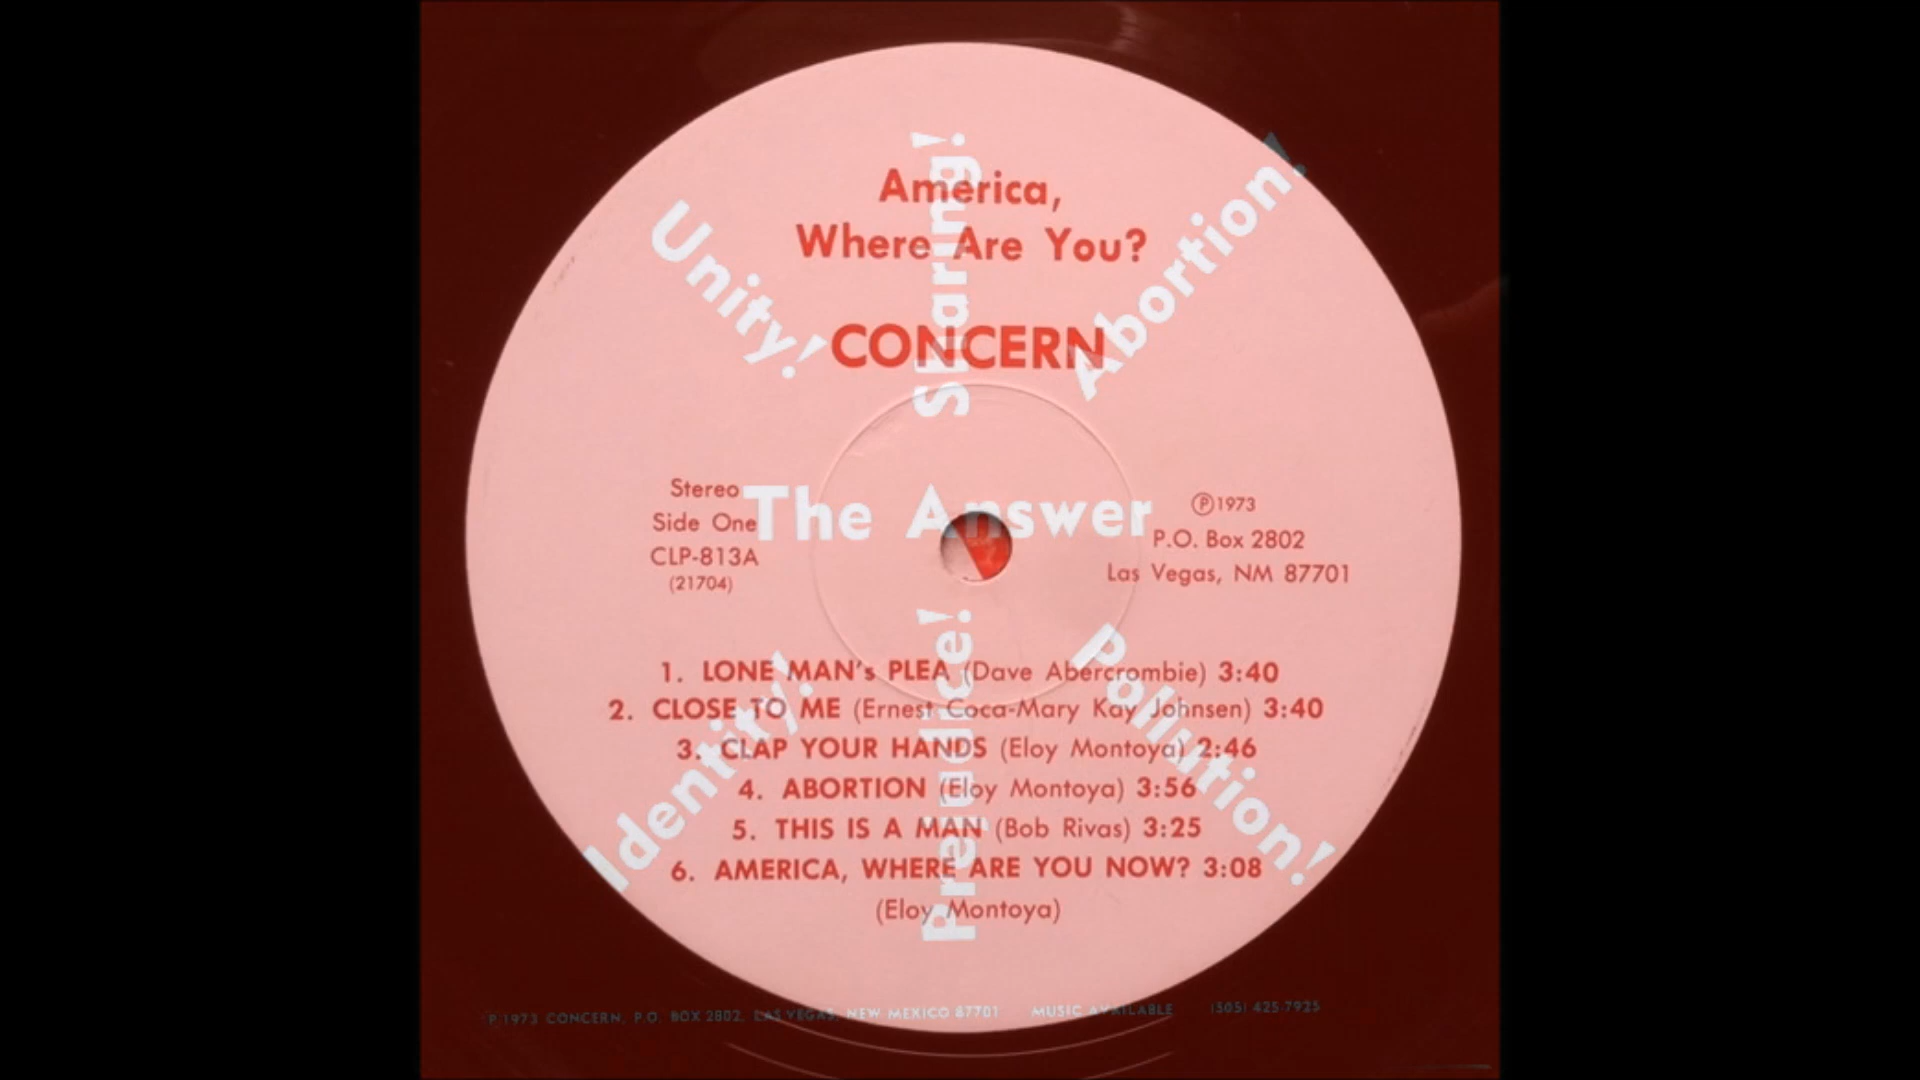 America,
Where Are You?
CONCERN
Unity!
Sharing!
Abortion!
The Answer
Stereo
Side One
CLP-813A
(21704)
Ⓟ1973
P.O. Box 2802
Las Vegas, NM 87701
Identity!
Prejudice!
Pollution!
1. LONE MAN's PLEA (Dave Abercrombie) 3:40
2. CLOSE TO ME (Ernest Coca-Mary Kay Johnsen) 3:40
3. CLAP YOUR HANDS (Eloy Montoya) 2:46
4. ABORTION (Eloy Montoya) 3:56
5. THIS IS A MAN (Bob Rivas) 3:25
6. AMERICA, WHERE ARE YOU NOW? 3:08
(Eloy Montoya)
P.1973 CONCERN, P.O. BOX 2802, LAS VEGAS, NEW MEXICO 87701 MUSIC AVAILABLE (305) 425-7925